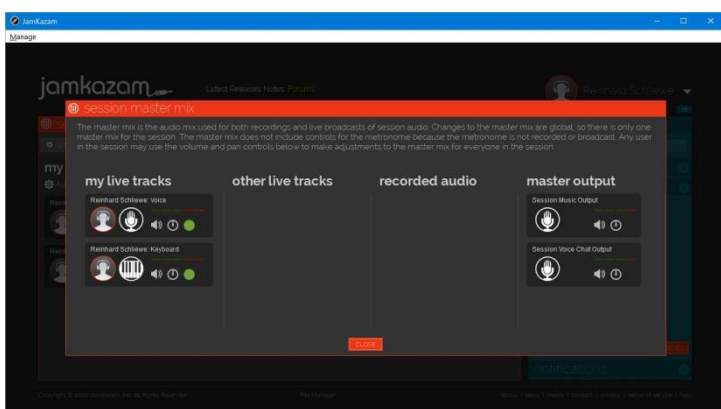 JamKazam
Manage
jamkazam
Latest Releases Notes Forums
Reinhard Schliewe
session master mix
The master mix is the audio mix used for both recordings and live broadcasts of session audio. Changes to the master mix are global, so there is only one
master mix for the session. The master mix does not include controls for the metronome because the metronome is not recorded or broadcast. Any user
in the session may use the volume and pan controls below to make adjustments to the master mix for everyone in the session.
my
my live tracks
other live tracks
recorded audio
master output
Reinhard Schliewe: Voice
Session Music Output
Reinhard Schliewe: Keyboard
Session Voice Chat Output
CLOSE
notifications
File Manager